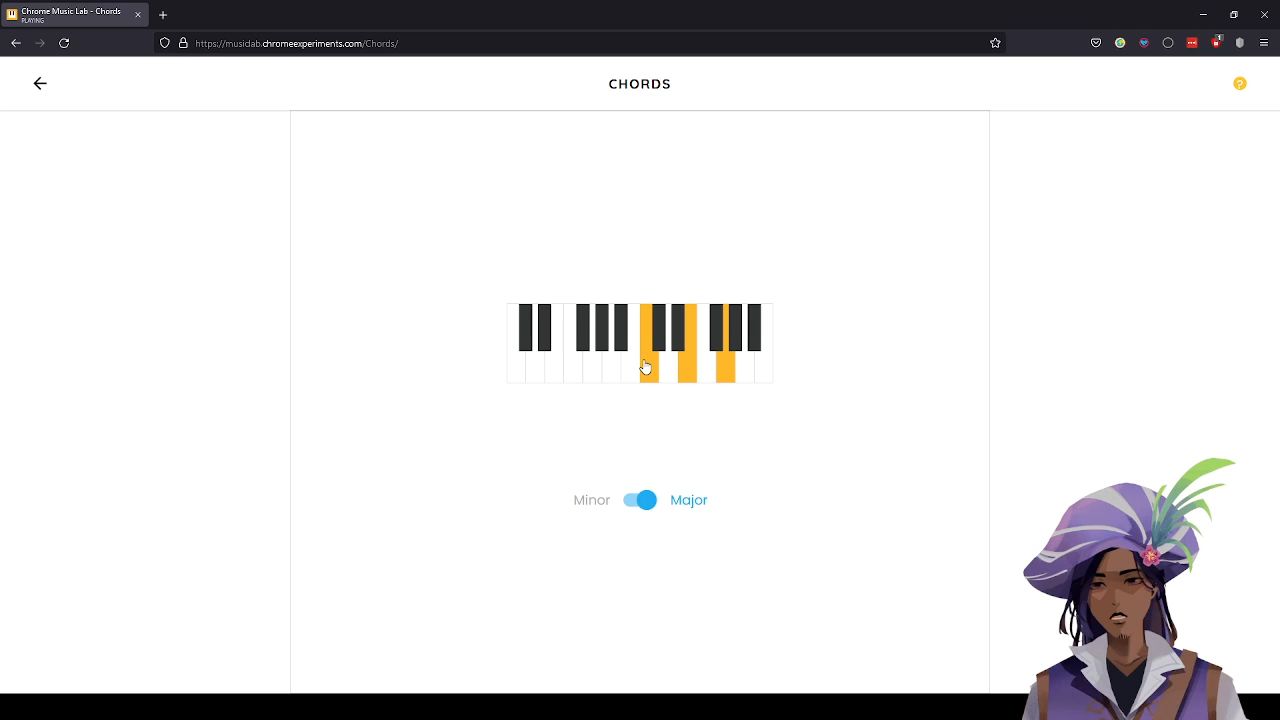 Chrome Music Lab - Chords
PLAYING
https://musiclab.chromeexperiments.com/Chords/
CHORDS
?
Minor
Major